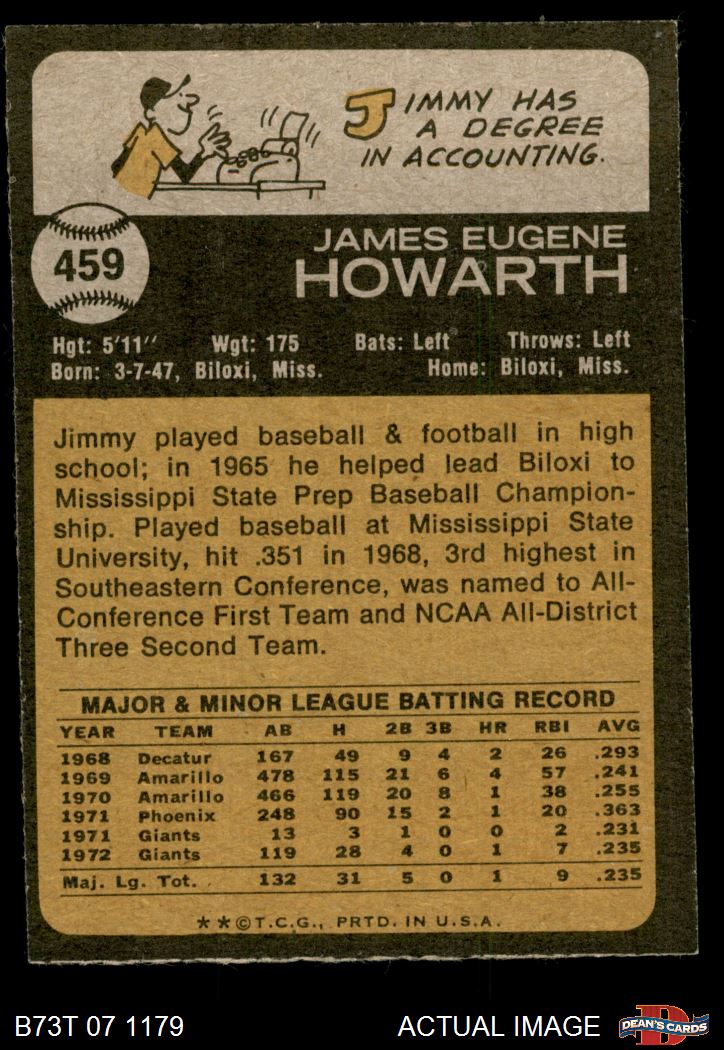 JIMMY HAS
A DEGREE
IN ACCOUNTING.
459
JAMES EUGENE
HOWARTH
Hgt: 5'11" Wgt: 175 Bats: Left Throws: Left
Born: 3-7-47, Biloxi, Miss. Home: Biloxi, Miss.
Jimmy played baseball & football in high
school; in 1965 he helped lead Biloxi to
Mississippi State Prep Baseball Champion-
ship. Played baseball at Mississippi State
University, hit .351 in 1968, 3rd highest in
Southeastern Conference, was named to All-
Conference First Team and NCAA All-District
Three Second Team.
MAJOR & MINOR LEAGUE BATTING RECORD
YEAR TEAM AB H 2B 3B HR RBI AVG
1968 Decatur 167 49 9 4 2 26 .293
1969 Amarillo 478 115 21 6 4 57 .241
1970 Amarillo 466 119 20 8 1 38 .255
1971 Phoenix 248 90 15 2 1 20 .363
1971 Giants 13 3 1 0 0 2 .231
1972 Giants 119 28 4 0 1 7 .235
Maj. Lg. Tot. 132 31 5 0 1 9 .235
**©T.C.G., PRTD. IN U.S.A.
B73T 07 1179 ACTUAL IMAGE D DEAN'S CARDS